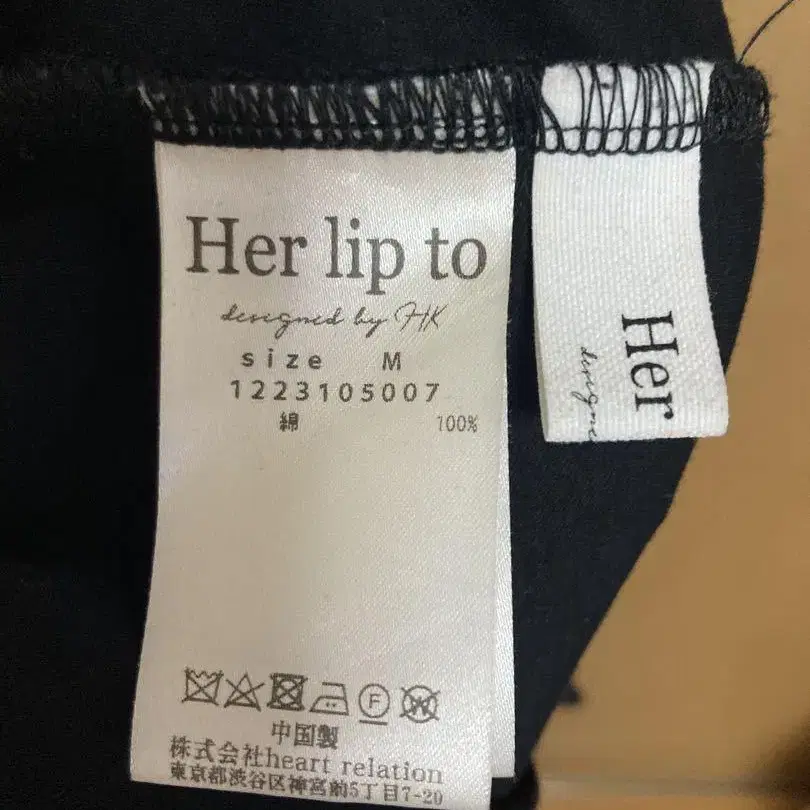 Her lip to
designed by HK
size M
1223105007
綿 100%
F
W
中国製
株式会社heart relation
東京都渋谷区神宮前5丁目7-20
Her
designe